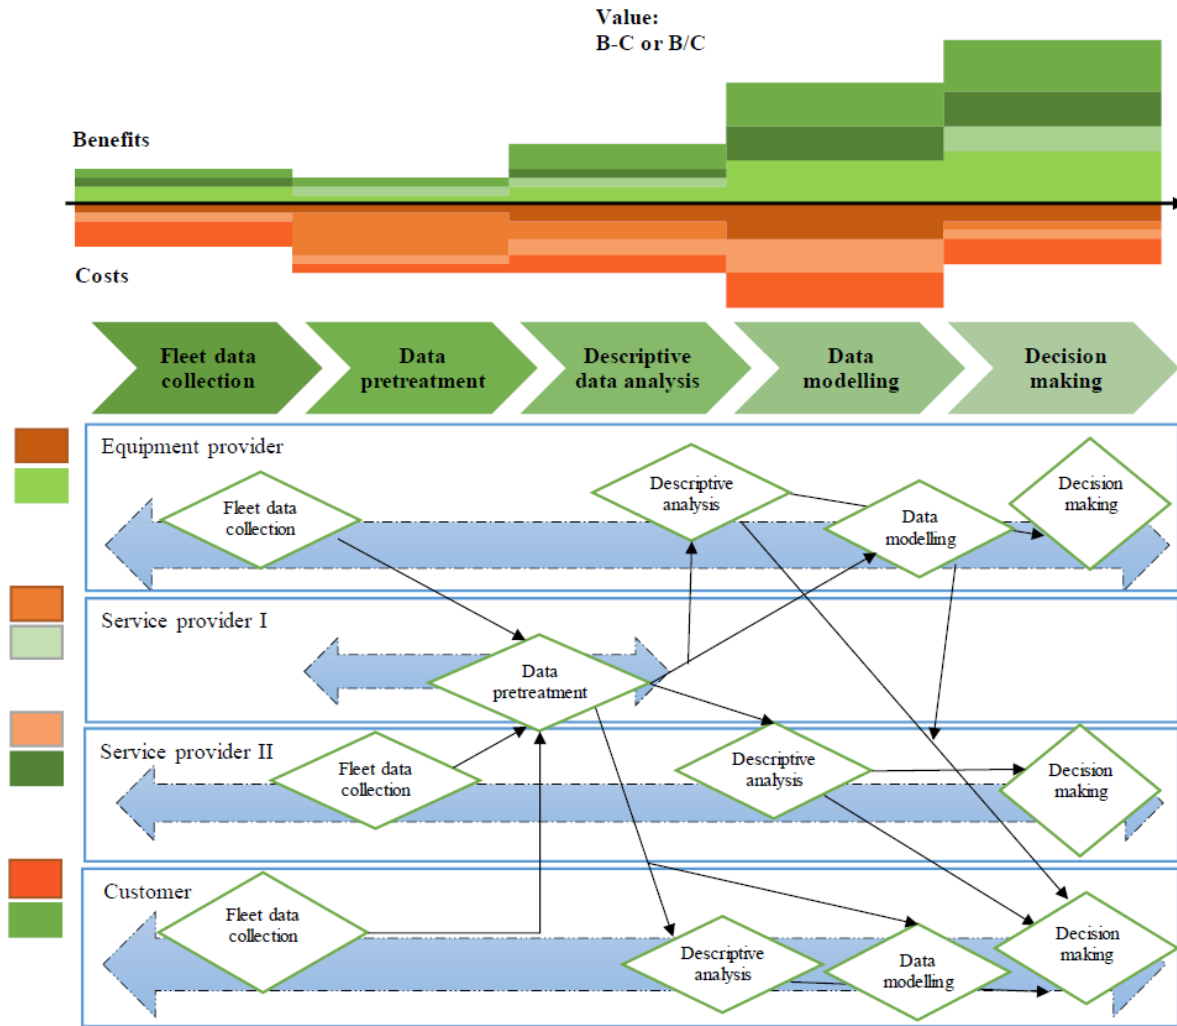 Value:
B-C or B/C
Benefits
Costs
Fleet data
collection
Data
pretreatment
Descriptive
data analysis
Data
modelling
Decision
making
Equipment provider
Fleet data
collection
Descriptive
analysis
Data
modelling
Decision
making
Service provider I
Data
pretreatment
Service provider II
Fleet data
collection
Descriptive
analysis
Decision
making
Customer
Fleet data
collection
Descriptive
analysis
Data
modelling
Decision
making